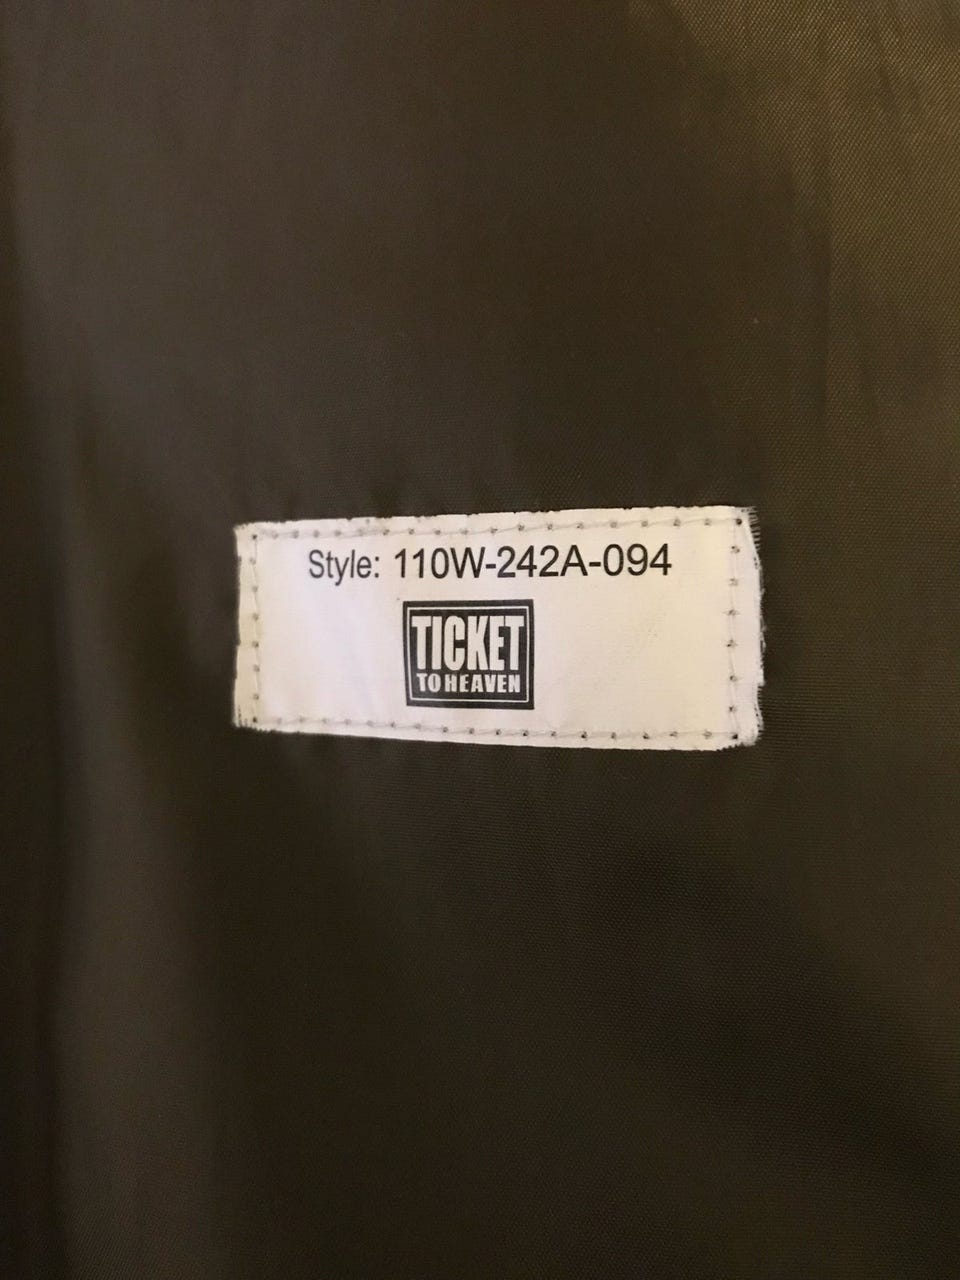 Style: 110W-242A-094
TICKET
TO HEAVEN